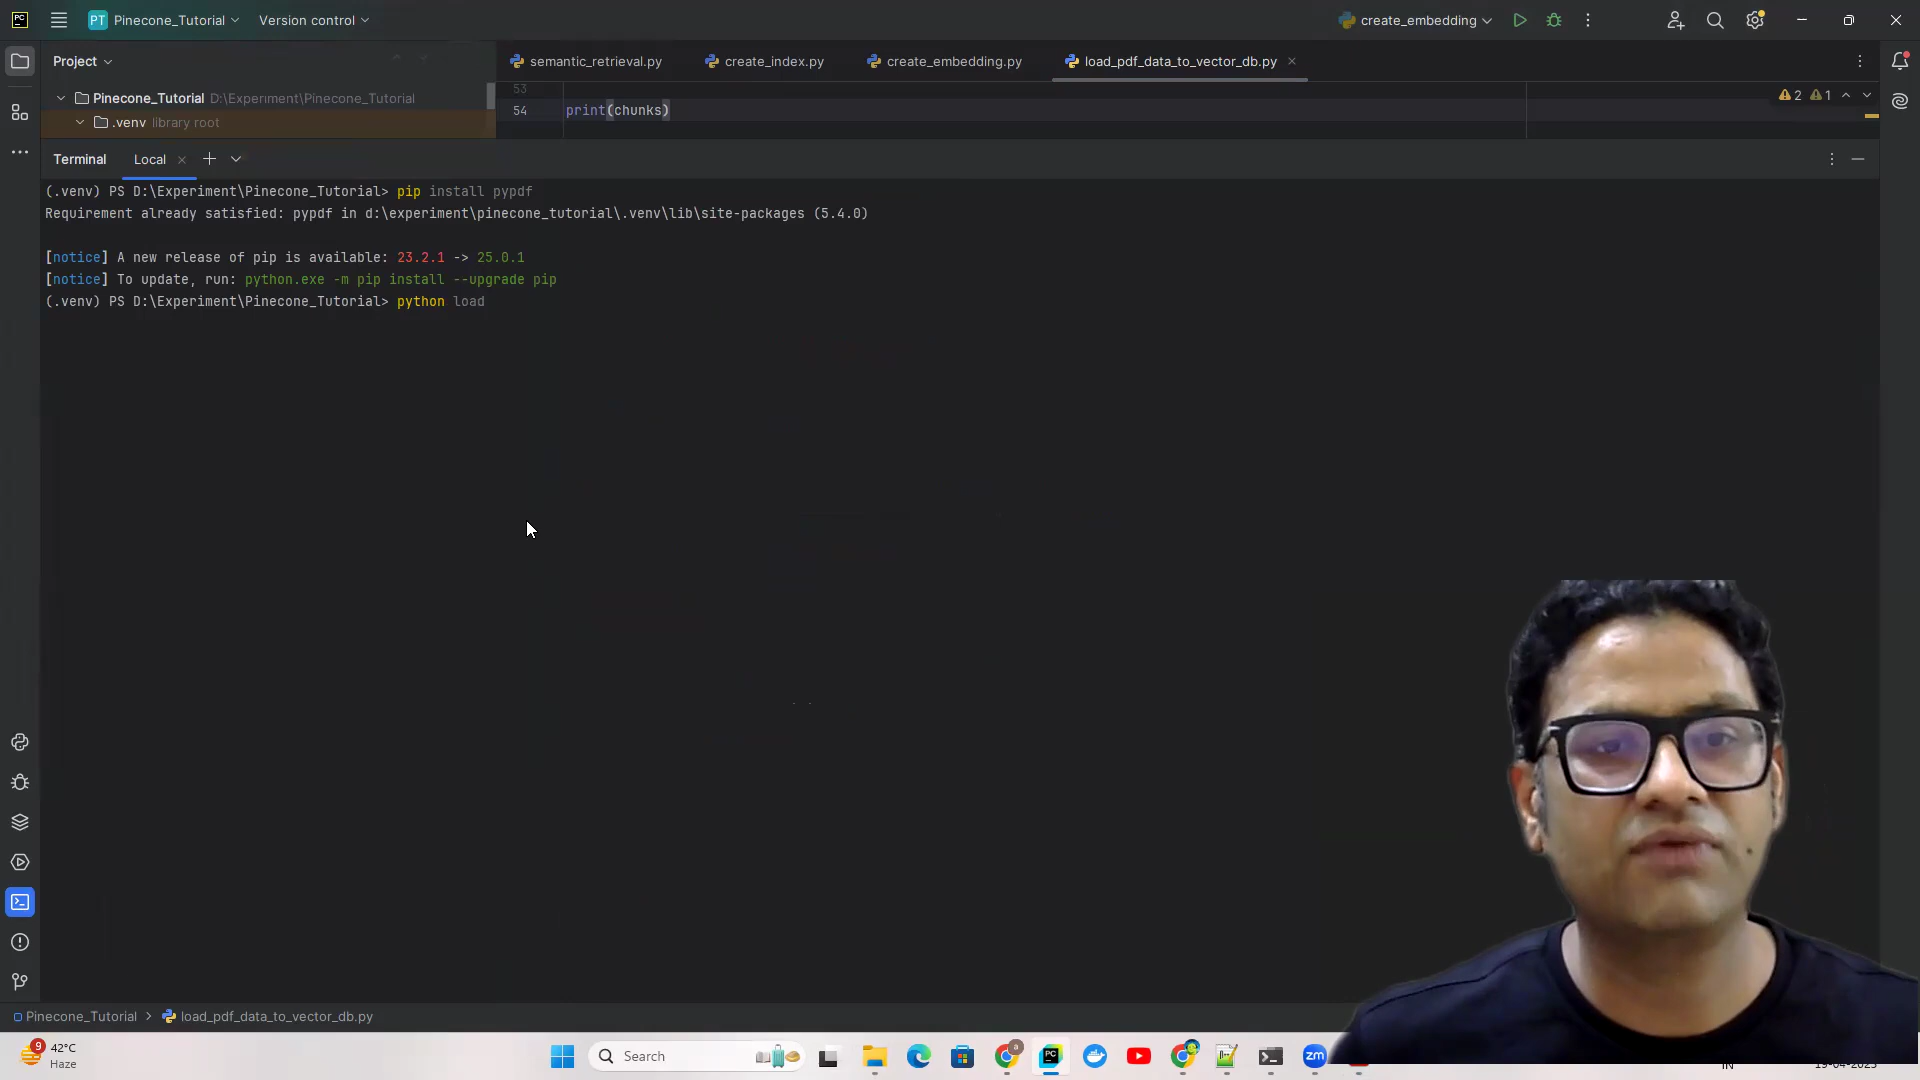 PC
PT Pinecone_Tutorial Version control create_embedding
Project semantic_retrieval.py create_index.py create_embedding.py load_pdf_data_to_vector_db.py
53
Pinecone_Tutorial D:\Experiment\Pinecone_Tutorial 54 print(chunks) 2 1
.venv library root
Terminal Local
(.venv) PS D:\Experiment\Pinecone_Tutorial> pip install pypdf
Requirement already satisfied: pypdf in d:\experiment\pinecone_tutorial\.venv\lib\site-packages (5.4.0)
[notice] A new release of pip is available: 23.2.1 -> 25.0.1
[notice] To update, run: python.exe -m pip install --upgrade pip
(.venv) PS D:\Experiment\Pinecone_Tutorial> python load
Pinecone_Tutorial > load_pdf_data_to_vector_db.py
9 42°C
Haze
Search
a
PC
zm
IN